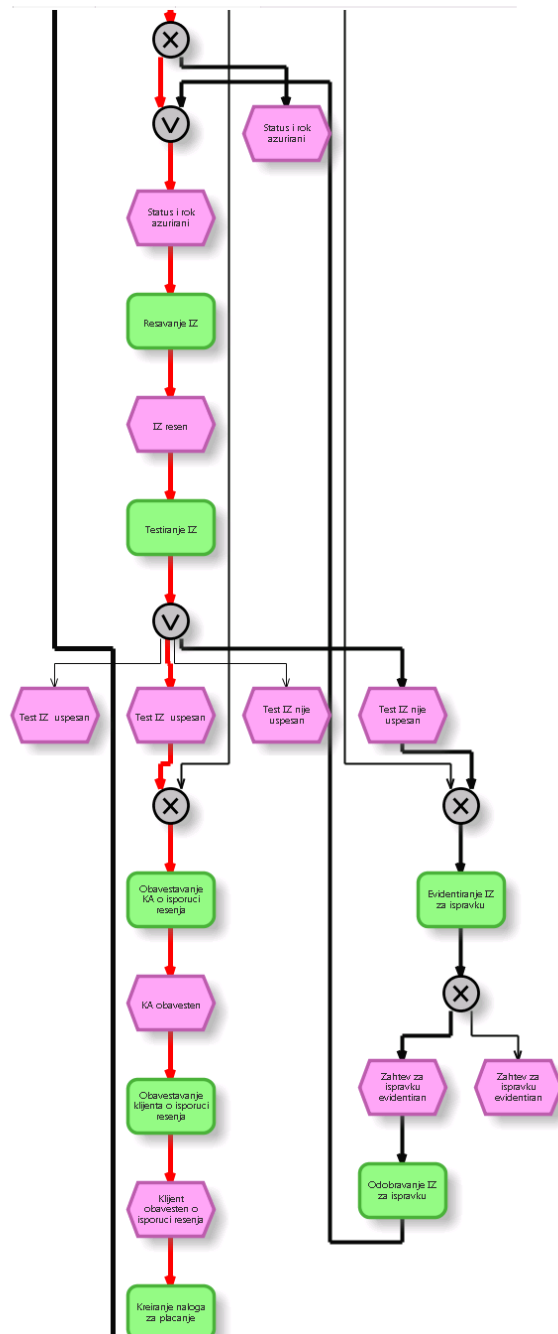 Status i rok
azurirani
Status i rok
azurirani
Resavanje IZ
IZ resen
Testiranje IZ
Test IZ uspesan
Test IZ uspesan
Test IZ nije
uspesan
Test IZ nije
uspesan
Obavestavanje
KA o isporuci
resenja
Evidentiranje IZ
za ispravku
KA obavesten
Zahtev za
ispravku
evidentiran
Zahtev za
ispravku
evidentiran
Obavestavanje
klijenta o isporuci
resenja
Odobravanje IZ
za ispravku
Klijent
obavesten o
isporuci resenja
Kreiranje naloga
za placanje